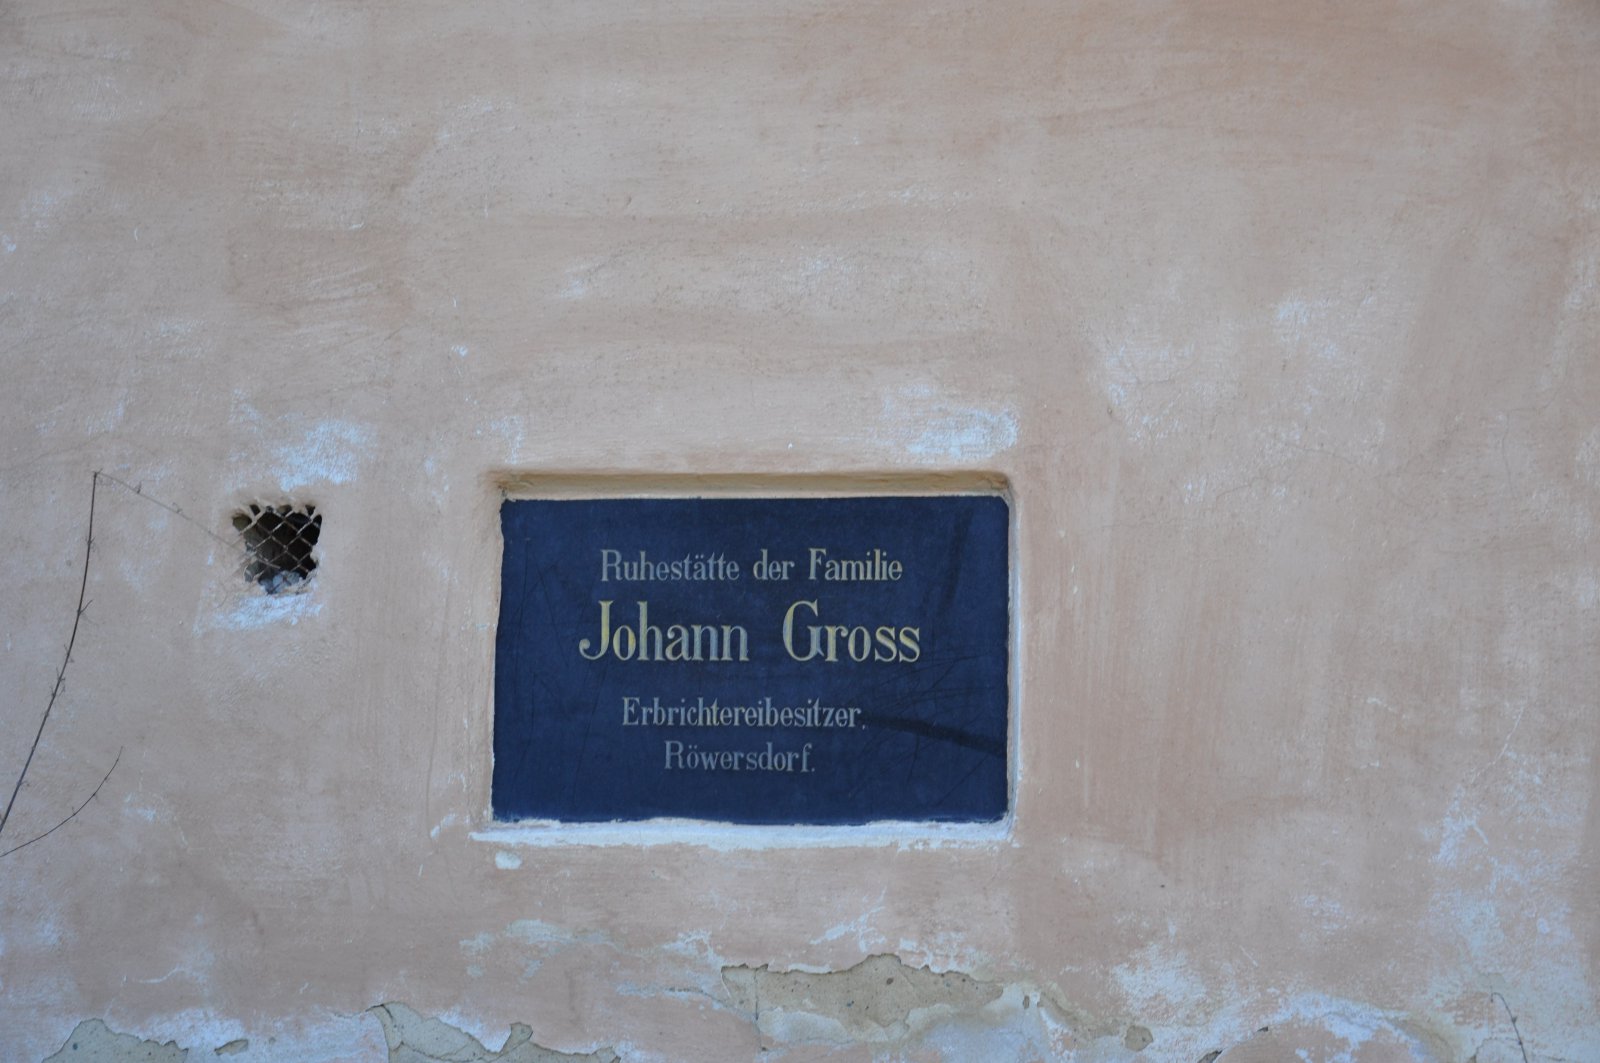 Ruhestätte der Familie
Johann Gross
Erbrichtereibesitzer.
Röwersdorf.